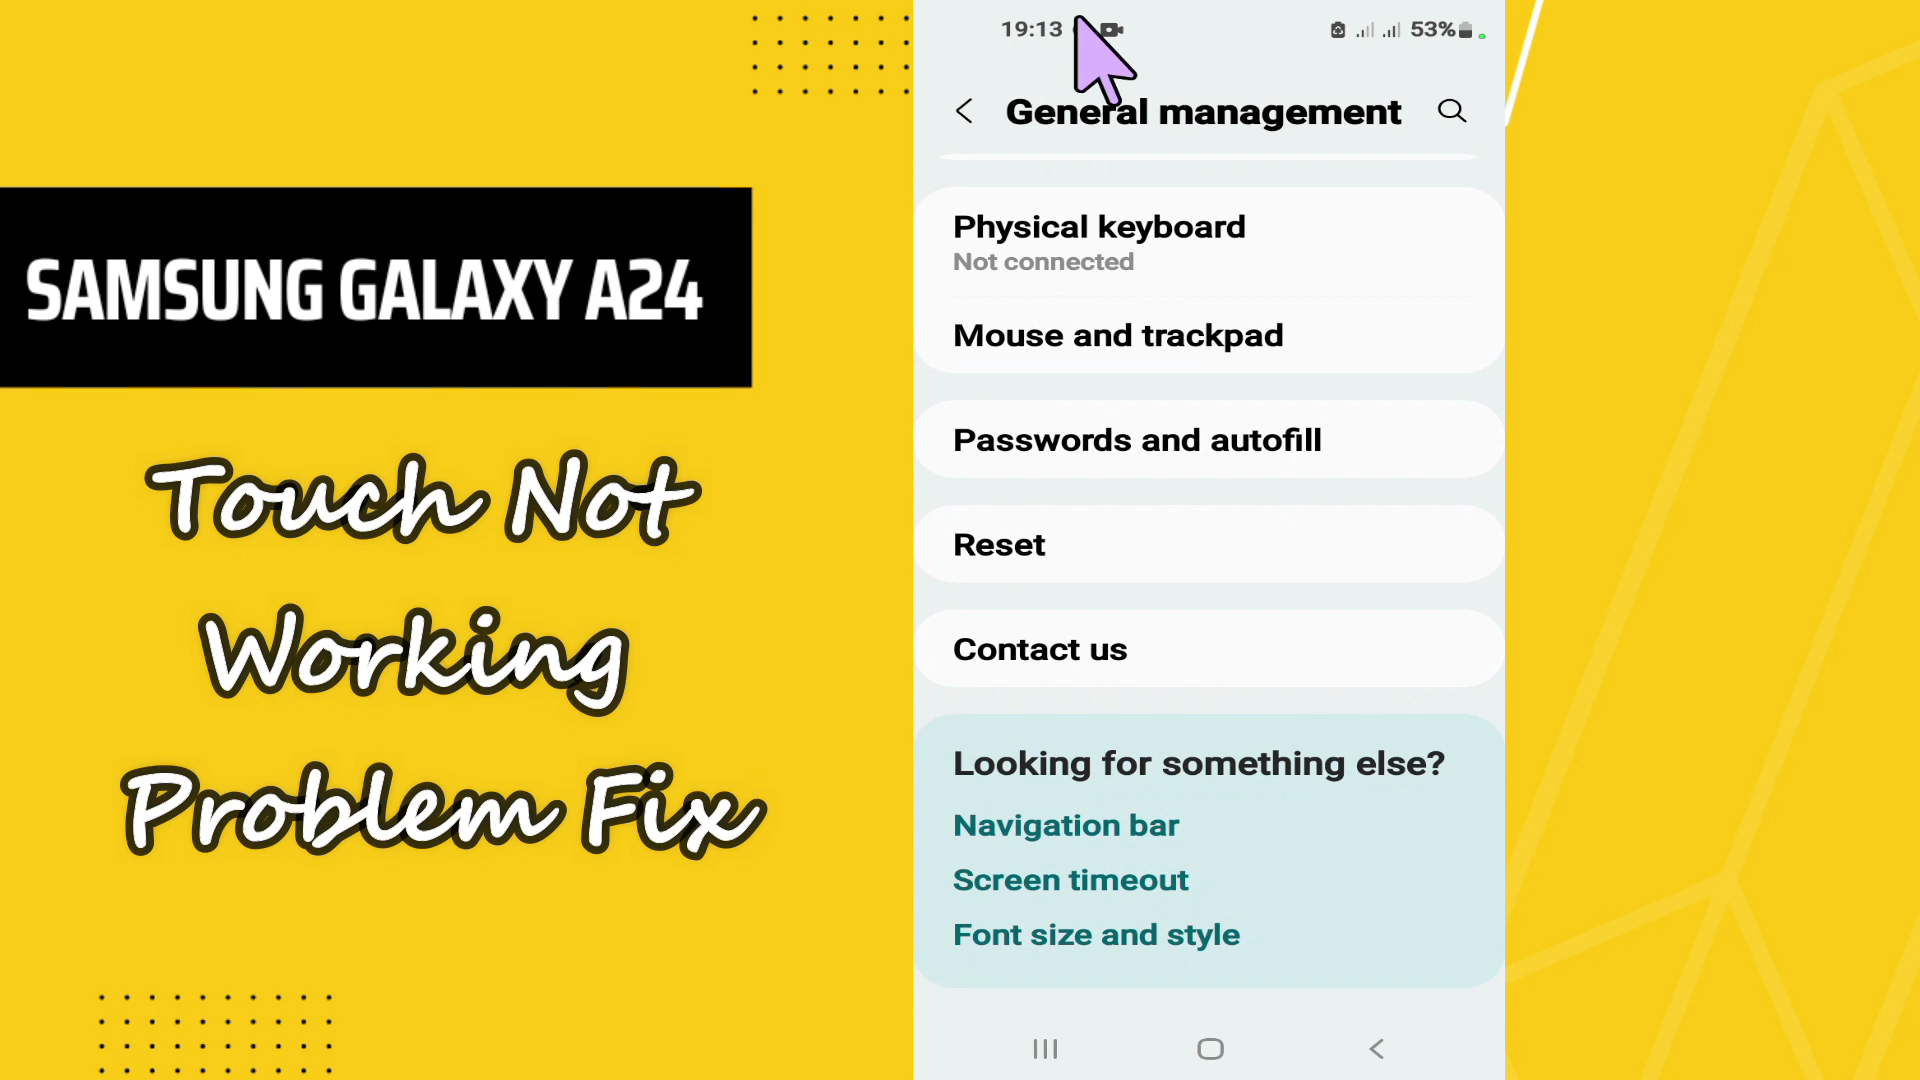 SAMSUNG GALAXY A24
Touch Not
Working
Problem Fix
19:13
53%
General management
Physical keyboard
Not connected
Mouse and trackpad
Passwords and autofill
Reset
Contact us
Looking for something else?
Navigation bar
Screen timeout
Font size and style